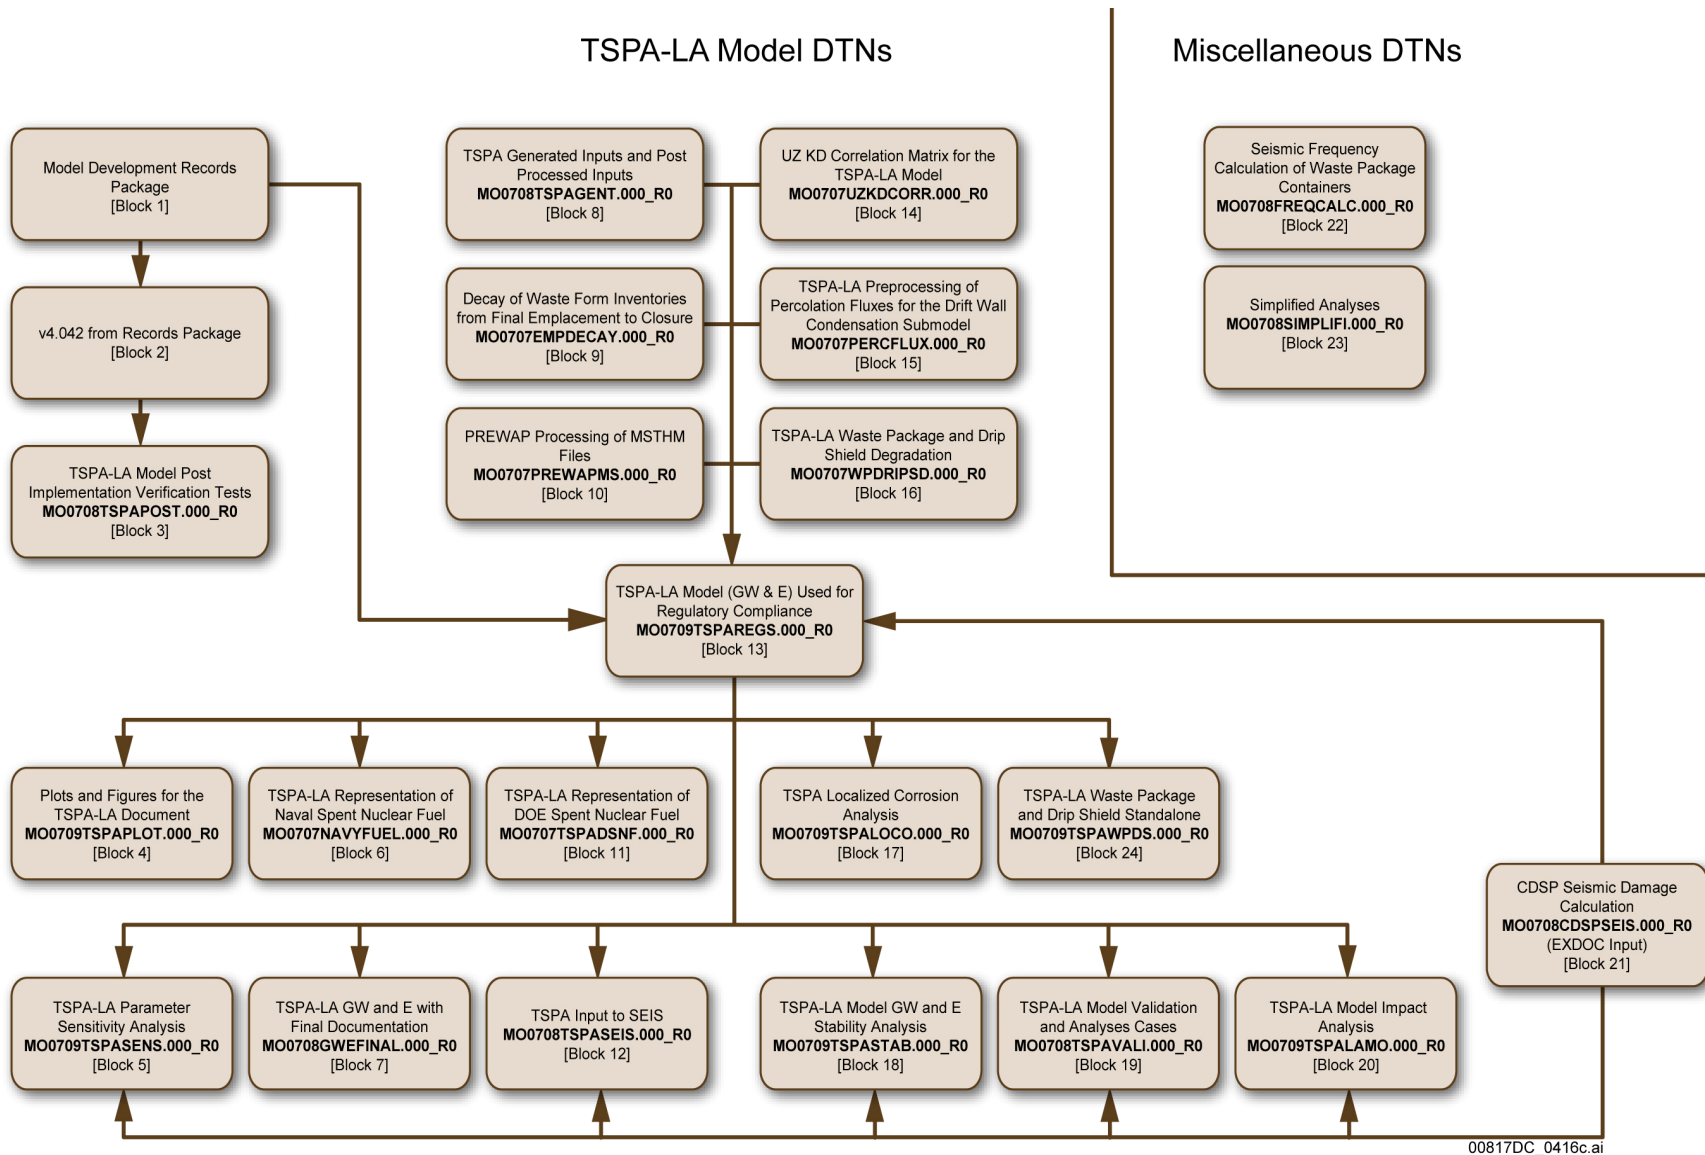 TSPA-LA Model DTNs
Miscellaneous DTNs
Model Development Records
Package
[Block 1]
v4.042 from Records Package
[Block 2]
TSPA-LA Model Post
Implementation Verification Tests
MO0708TSPAPOST.000_R0
[Block 3]
TSPA Generated Inputs and Post
Processed Inputs
MO0708TSPAGENT.000_R0
[Block 8]
UZ KD Correlation Matrix for the
TSPA-LA Model
MO0707UZKDCORR.000_R0
[Block 14]
Decay of Waste Form Inventories
from Final Emplacement to Closure
MO0707EMPDECAY.000_R0
[Block 9]
TSPA-LA Preprocessing of
Percolation Fluxes for the Drift Wall
Condensation Submodel
MO0707PERCFLUX.000_R0
[Block 15]
PREWAP Processing of MSTHM
Files
MO0707PREWAPMS.000_R0
[Block 10]
TSPA-LA Waste Package and Drip
Shield Degradation
MO0707WPDRIPSD.000_R0
[Block 16]
Seismic Frequency
Calculation of Waste Package
Containers
MO0708FREQCALC.000_R0
[Block 22]
Simplified Analyses
MO0708SIMPLIFI.000_R0
[Block 23]
TSPA-LA Model (GW & E) Used for
Regulatory Compliance
MO0709TSPAREGS.000_R0
[Block 13]
Plots and Figures for the
TSPA-LA Document
MO0709TSPAPLOT.000_R0
[Block 4]
TSPA-LA Representation of
Naval Spent Nuclear Fuel
MO0707NAVYFUEL.000_R0
[Block 6]
TSPA-LA Representation of
DOE Spent Nuclear Fuel
MO0707TSPADSNF.000_R0
[Block 11]
TSPA Localized Corrosion
Analysis
MO0709TSPALOCO.000_R0
[Block 17]
TSPA-LA Waste Package
and Drip Shield Standalone
MO0709TSPAWPDS.000_R0
[Block 24]
CDSP Seismic Damage
Calculation
MO0708CDSPSEIS.000_R0
(EXDOC Input)
[Block 21]
TSPA-LA Parameter
Sensitivity Analysis
MO0709TSPASENS.000_R0
[Block 5]
TSPA-LA GW and E with
Final Documentation
MO0708GWEFINAL.000_R0
[Block 7]
TSPA Input to SEIS
MO0708TSPASEIS.000_R0
[Block 12]
TSPA-LA Model GW and E
Stability Analysis
MO0709TSPASTAB.000_R0
[Block 18]
TSPA-LA Model Validation
and Analyses Cases
MO0708TSPAVALI.000_R0
[Block 19]
TSPA-LA Model Impact
Analysis
MO0709TSPALAMO.000_R0
[Block 20]
00817DC_0416c.ai